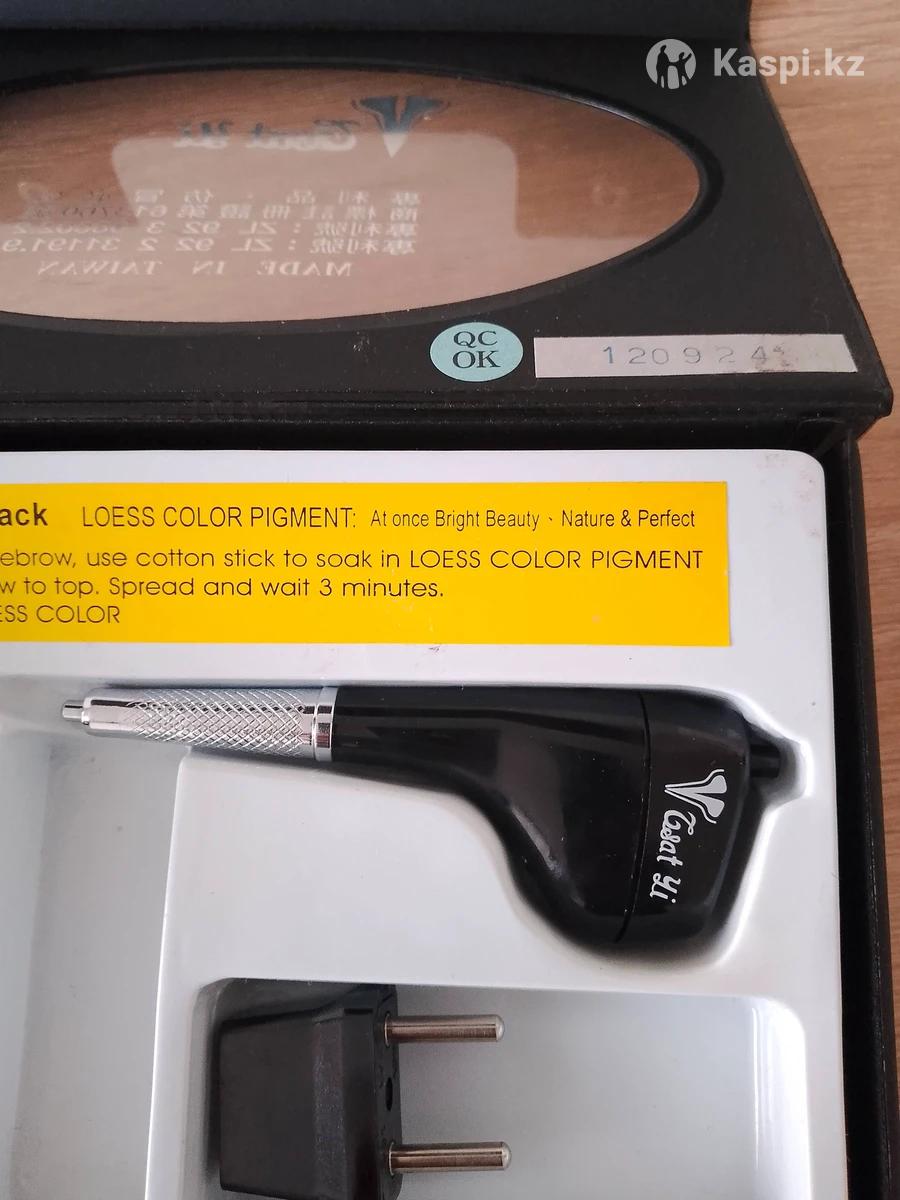 Kaspi.kz
Tasat Yi
MADE IN TAIWAN
QC
OK
120924
ack LOESS COLOR PIGMENT: At once Bright Beauty、Nature & Perfect
ebrow, use cotton stick to soak in LOESS COLOR PIGMENT
w to top. Spread and wait 3 minutes.
ESS COLOR
Tasat Yi